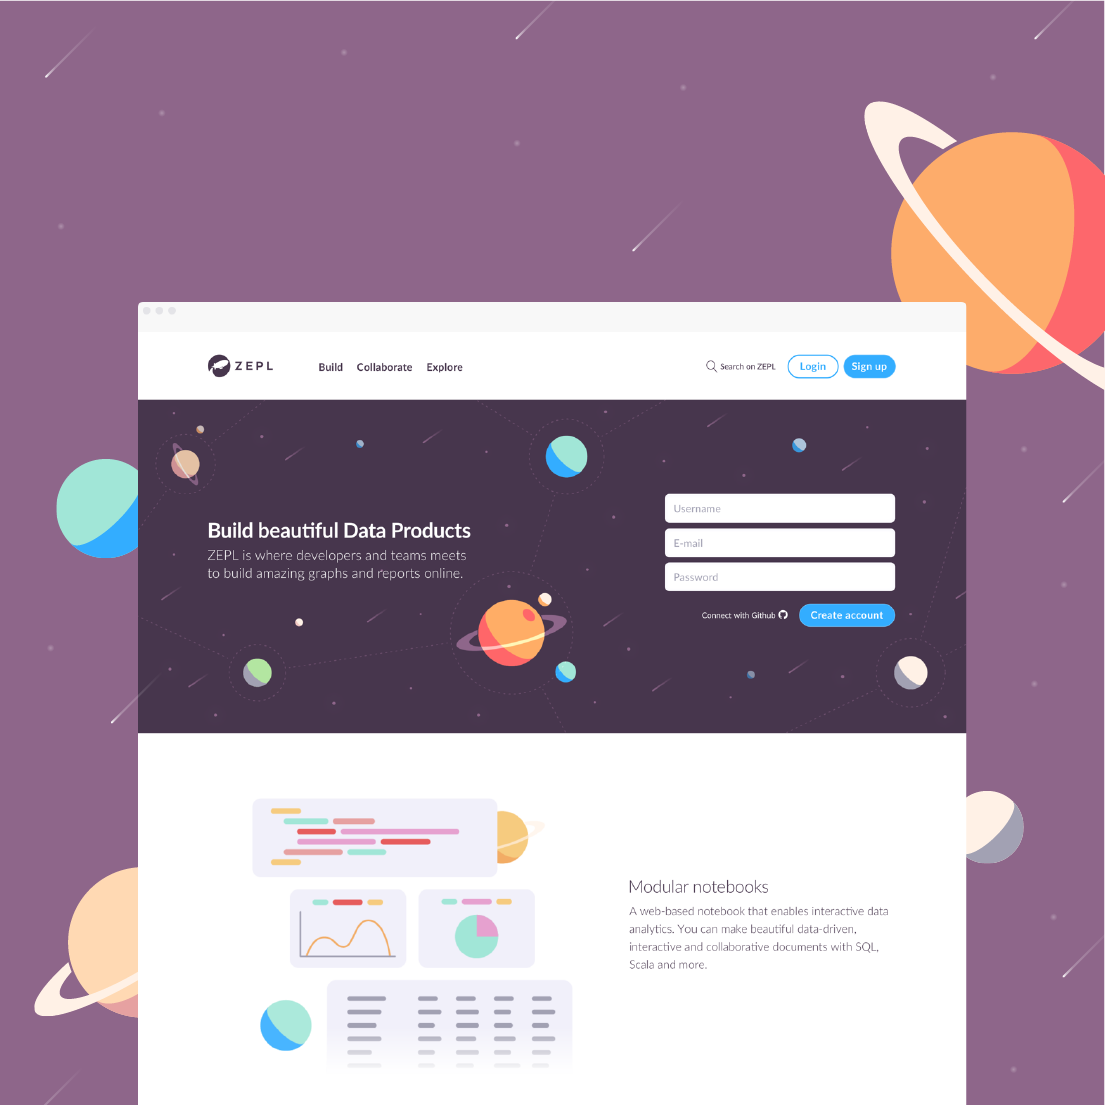 ZEPL
Build Collaborate Explore
Search on ZEPL
Login
Sign up
Build beautiful Data Products
ZEPL is where developers and teams meets
to build amazing graphs and reports online.
Username
E-mail
Password
Connect with Github
Create account
Modular notebooks
A web-based notebook that enables interactive data
analytics. You can make beautiful data-driven,
interactive and collaborative documents with SQL,
Scala and more.